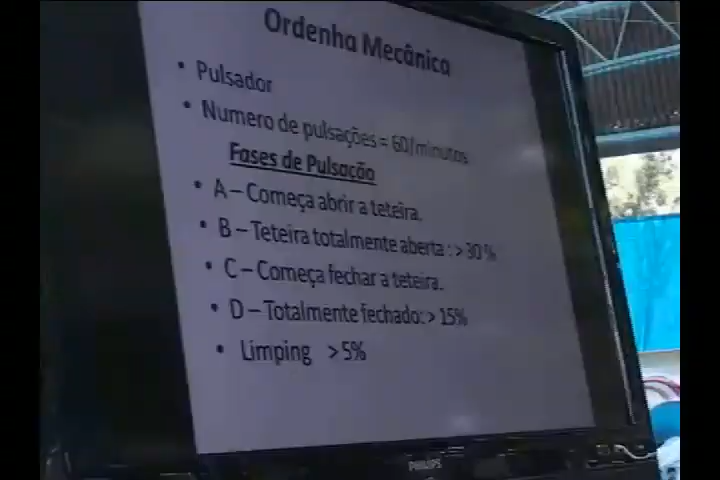 Ordenha Mecânica
• Pulsador
• Numero de pulsações = 60/minutos
Fases de Pulsação
• A – Começa abrir a teteira.
• B – Teteira totalmente aberta : > 30 %
• C – Começa fechar a teteira.
• D – Totalmente fechado: > 15%
• Limping > 5%
PHILIPS